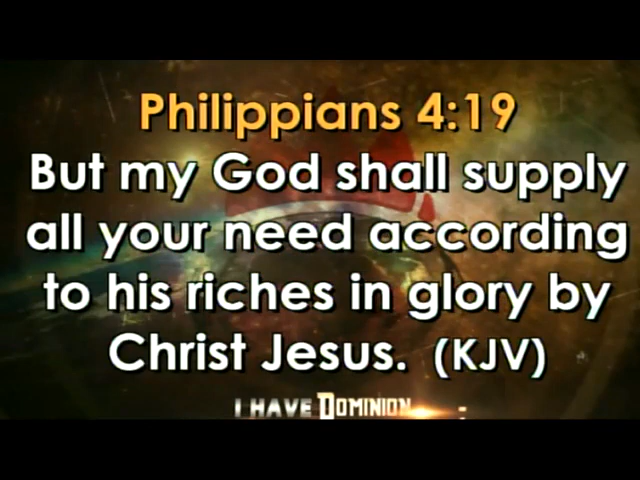 Philippians 4:19
But my God shall supply
all your need according
to his riches in glory by
Christ Jesus. (KJV)
I HAVE DOMINION